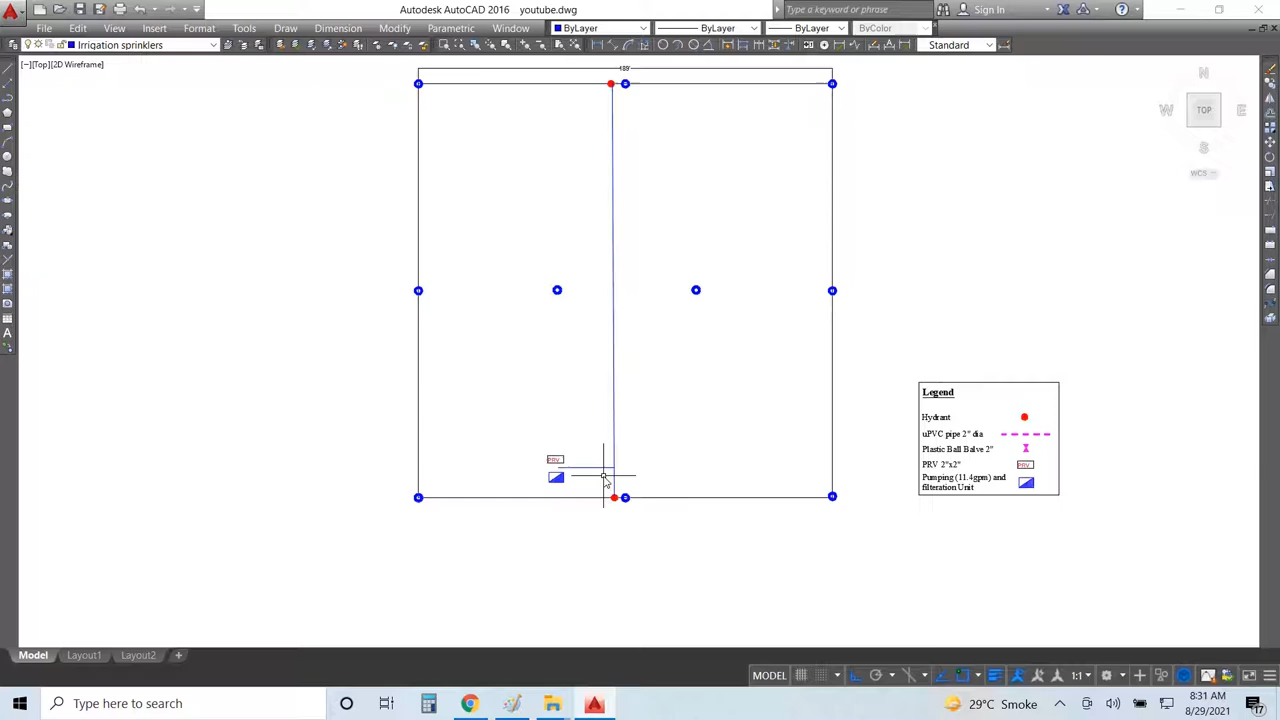 Autodesk AutoCAD 2016 youtube.dwg
Type a keyword or phrase
Sign In
File Edit View Insert Format Tools Draw Dimension Modify Parametric Window
ByLayer
ByLayer
ByLayer
ByColor
Irrigation sprinklers
Standard
[−][Top][2D Wireframe]
N
W TOP E
S
WCS
PRV
Legend
Hydrant
uPVC pipe 2" dia
Plastic Ball Balve 2"
PRV 2"x2"
PRV
Pumping (11.4gpm) and
filteration Unit
Model Layout1 Layout2 +
MODEL
1:1
Type here to search
29°C Smoke
8:31 AM
8/29/2021
17